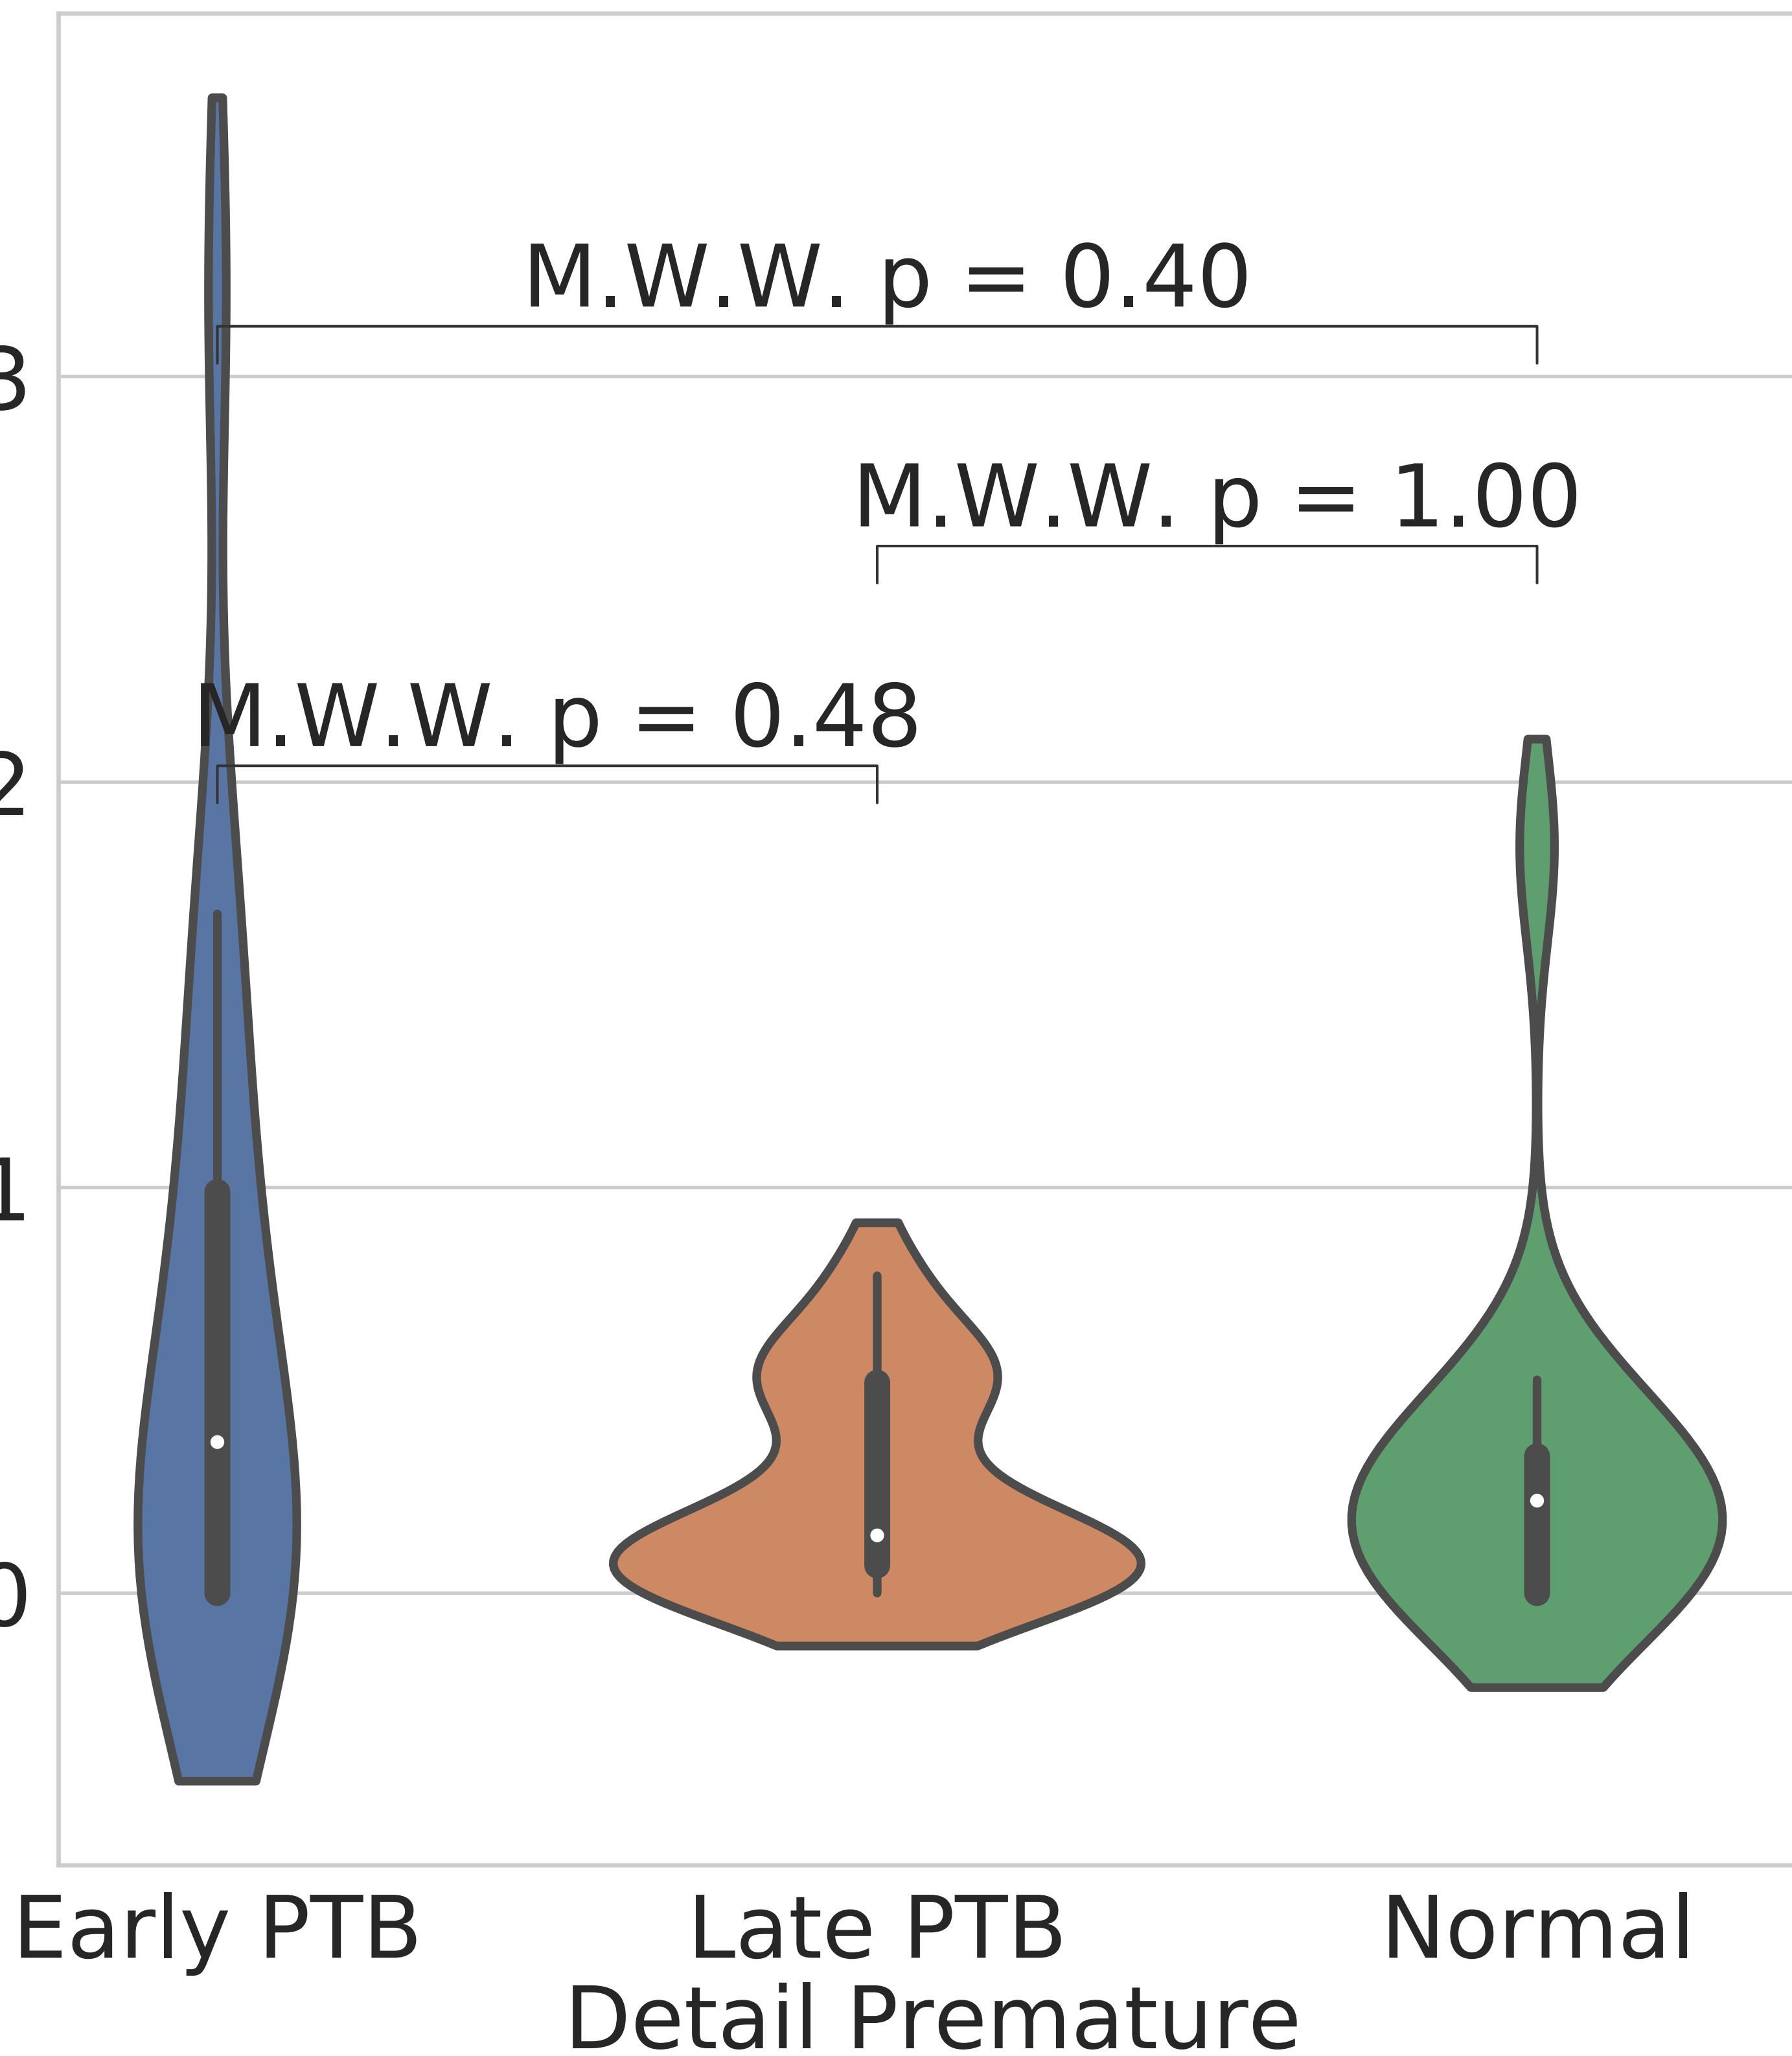 M.W.W. p = 0.40
3
M.W.W. p = 1.00
M.W.W. p = 0.48
2
1
0
Early PTB Late PTB Normal
Detail Premature